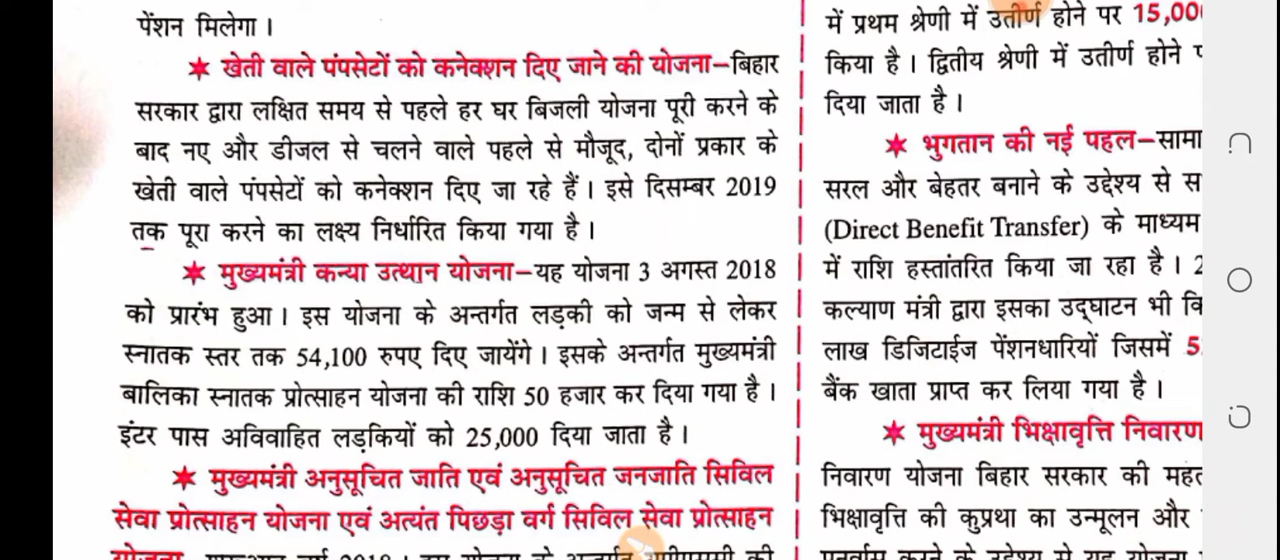 पेंशन मिलेगा ।
★ खेती वाले पंपसेटों को कनेक्शन दिए जाने की योजना–बिहार
सरकार द्वारा लक्षित समय से पहले हर घर बिजली योजना पूरी करने के
बाद नए और डीजल से चलने वाले पहले से मौजूद, दोनों प्रकार के
खेती वाले पंपसेटों को कनेक्शन दिए जा रहे हैं । इसे दिसम्बर 2019
तक पूरा करने का लक्ष्य निर्धारित किया गया है ।
★ मुख्यमंत्री कन्या उत्थान योजना–यह योजना 3 अगस्त 2018
को प्रारंभ हुआ । इस योजना के अन्तर्गत लड़की को जन्म से लेकर
स्नातक स्तर तक 54,100 रुपए दिए जायेंगे । इसके अन्तर्गत मुख्यमंत्री
बालिका स्नातक प्रोत्साहन योजना की राशि 50 हजार कर दिया गया है ।
इंटर पास अविवाहित लड़कियों को 25,000 दिया जाता है ।
★ मुख्यमंत्री अनुसूचित जाति एवं अनुसूचित जनजाति सिविल
सेवा प्रोत्साहन योजना एवं अत्यंत पिछड़ा वर्ग सिविल सेवा प्रोत्साहन
में प्रथम श्रेणी में उतीर्ण होने पर 15,00
किया है । द्वितीय श्रेणी में उतीर्ण होने
दिया जाता है ।
★ भुगतान की नई पहल–सामा
सरल और बेहतर बनाने के उद्देश्य से स
(Direct Benefit Transfer) के माध्यम
में राशि हस्तांतरित किया जा रहा है । 2
कल्याण मंत्री द्वारा इसका उद्घाटन भी कि
लाख डिजिटाईज पेंशनधारियों जिसमें 5
बैंक खाता प्राप्त कर लिया गया है ।
★ मुख्यमंत्री भिक्षावृत्ति निवारण
निवारण योजना बिहार सरकार की महत
भिक्षावृत्ति की कुप्रथा का उन्मूलन और